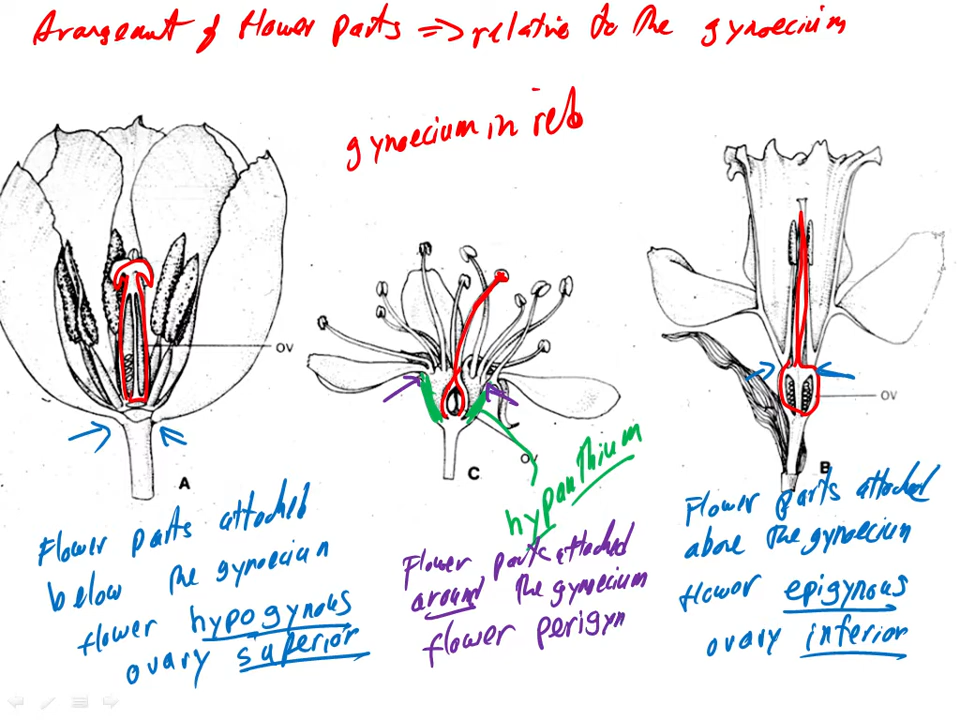 Arangeant of flower parts => relative to the gynoecium
gynoecium in red
ov
A
Flower parts attached
below the gynoecian
flower hypogynous
ovary superior
C
ov
hypanthium
Flower parts attached
around the gynoecium
flower perigyn
ov
B
Flower parts attached
above the gynoecium
flower epigynous
ovary inferior